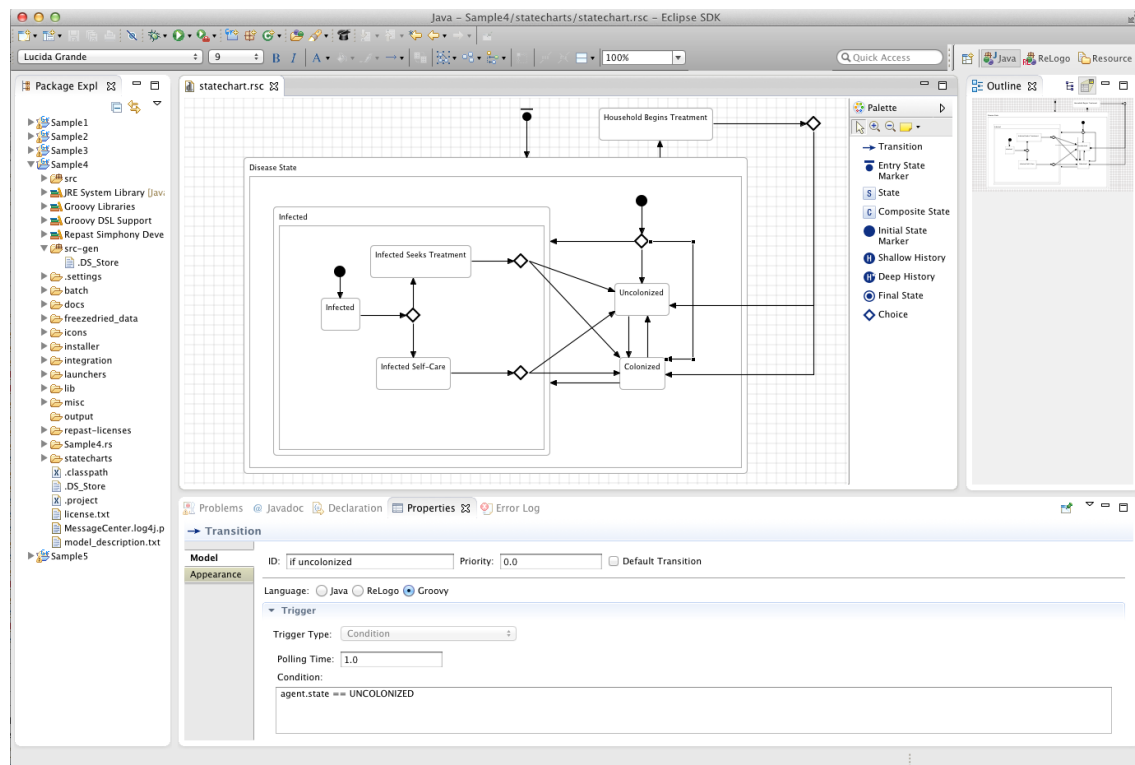 Java – Sample4/statecharts/statechart.rsc – Eclipse SDK
Lucida Grande
9
B I A
100%
Quick Access
Java
ReLogo
Resource
Package Expl
Sample1
Sample2
Sample3
Sample4
src
JRE System Library [Java
Groovy Libraries
Groovy DSL Support
Repast Simphony Deve
src-gen
.DS_Store
.settings
batch
docs
freezedried_data
icons
installer
integration
launchers
lib
misc
output
repast-licenses
Sample4.rs
statecharts
.classpath
.DS_Store
.project
license.txt
MessageCenter.log4j.p
model_description.txt
Sample5
statechart.rsc
Household Begins Treatment
Disease State
Infected
Infected Seeks Treatment
Infected
Uncolonized
Infected Self-Care
Colonized
Palette
Transition
Entry State
Marker
S State
C Composite State
Initial State
Marker
H Shallow History
H* Deep History
Final State
Choice
Outline
Problems
@ Javadoc
Declaration
Properties
Error Log
Transition
Model
Appearance
ID: if uncolonized
Priority: 0.0
Default Transition
Language: Java ReLogo Groovy
Trigger
Trigger Type: Condition
Polling Time: 1.0
Condition:
agent.state == UNCOLONIZED